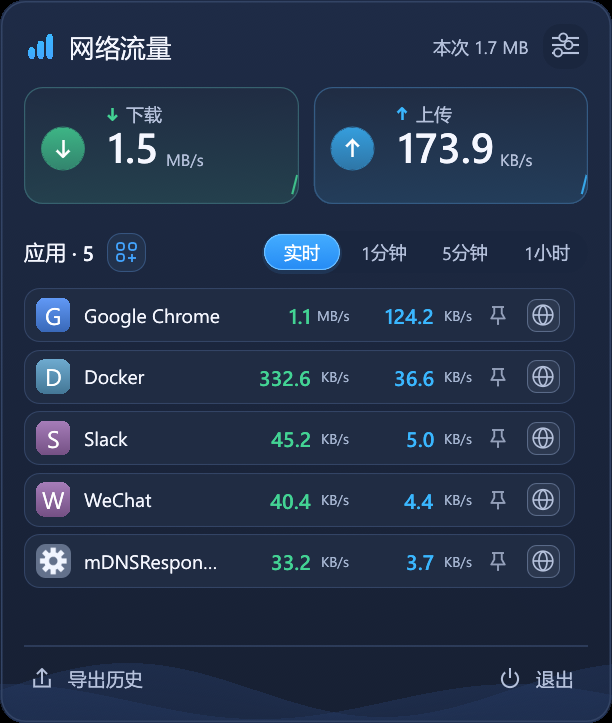 网络流量 本次 1.7 MB
下载
1.5 MB/s
上传
173.9 KB/s
应用 · 5 实时 1分钟 5分钟 1小时
G Google Chrome 1.1 MB/s 124.2 KB/s
D Docker 332.6 KB/s 36.6 KB/s
S Slack 45.2 KB/s 5.0 KB/s
W WeChat 40.4 KB/s 4.4 KB/s
mDNSRespon... 33.2 KB/s 3.7 KB/s
导出历史 退出